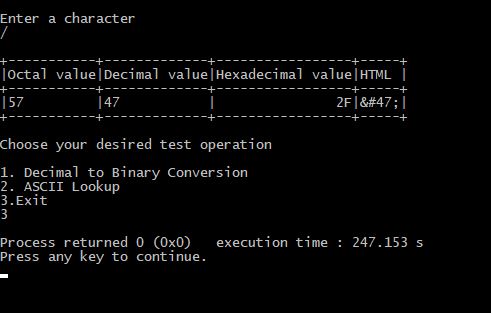 Enter a character
/
+-----------+-------------+-----------------+-----+
|Octal value|Decimal value|Hexadecimal value|HTML |
+-----------+-------------+-----------------+-----+
|57         |47           |               2F|&#47;|
+-----------+-------------+-----------------+-----+
Choose your desired test operation
1. Decimal to Binary Conversion
2. ASCII Lookup
3.Exit
3
Process returned 0 (0x0)   execution time : 247.153 s
Press any key to continue.